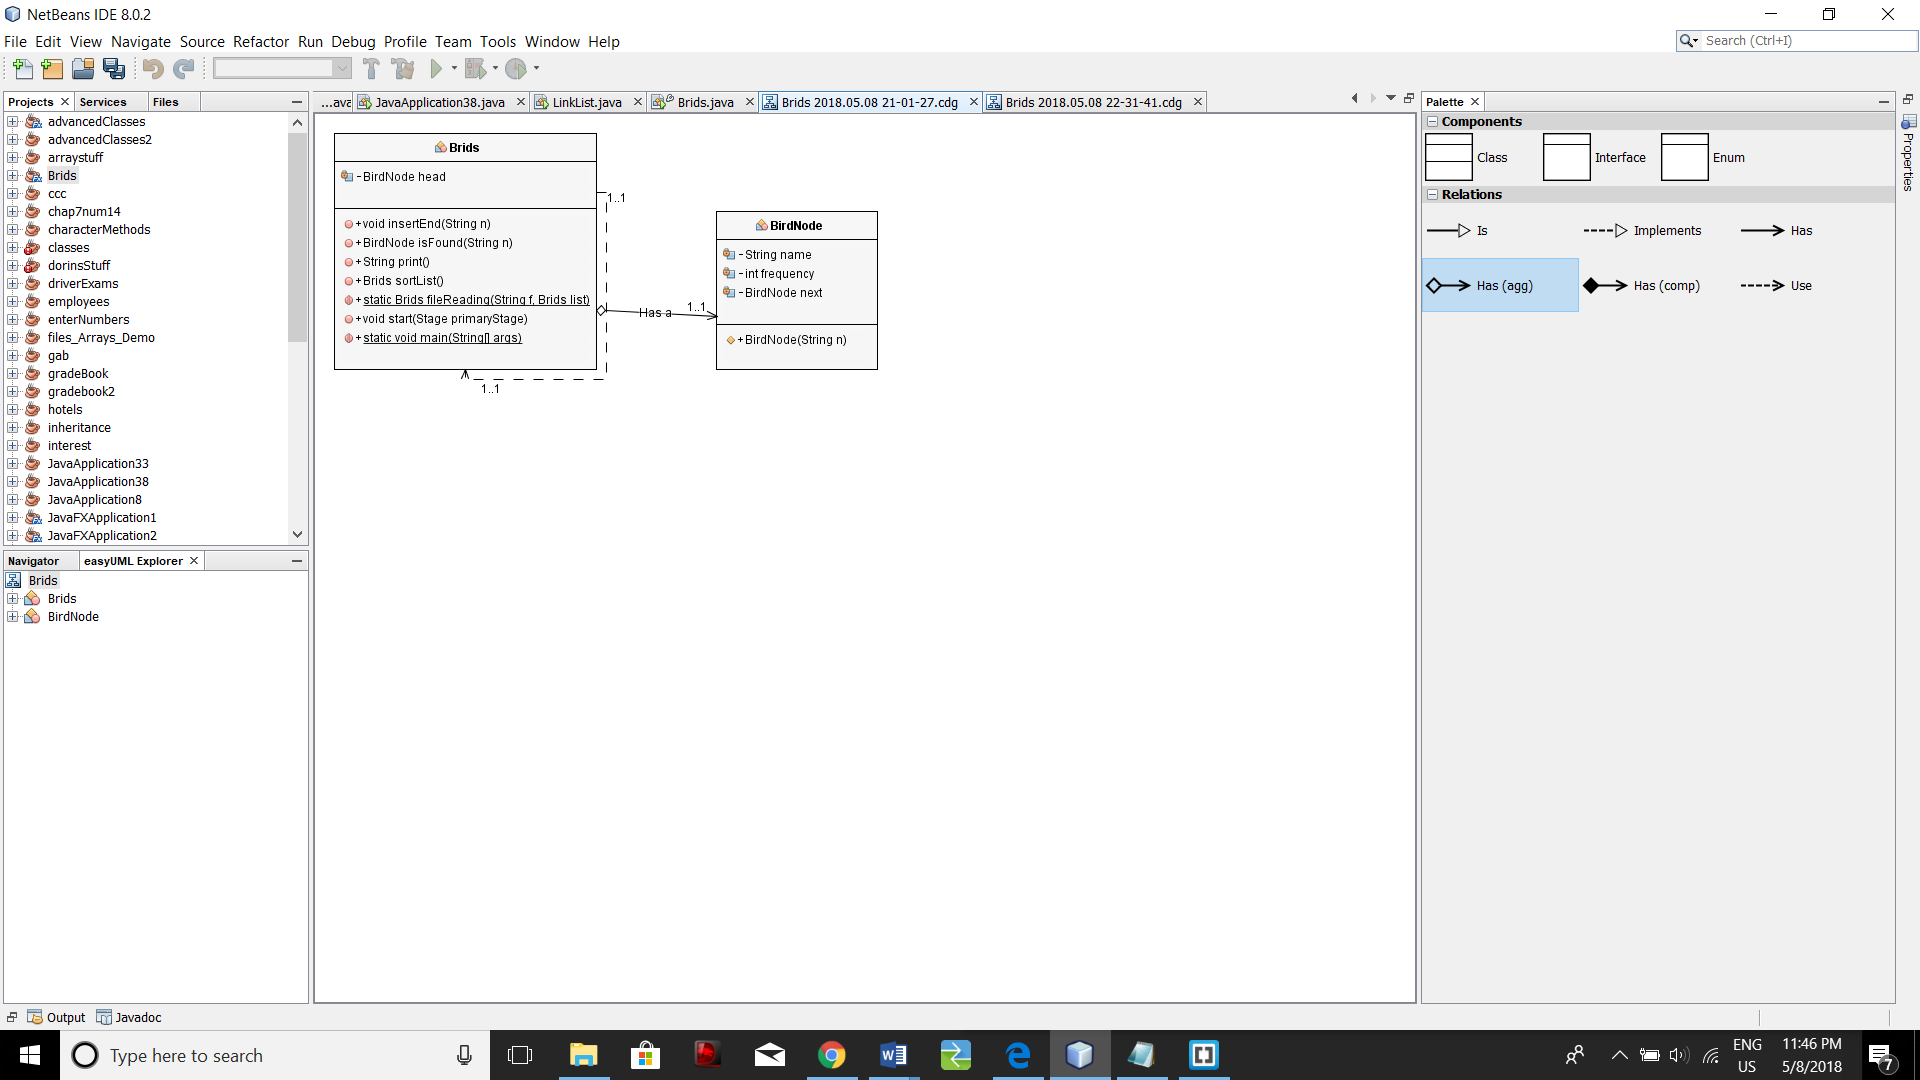 NetBeans IDE 8.0.2
File Edit View Navigate Source Refactor Run Debug Profile Team Tools Window Help
Search (Ctrl+I)
Projects
Services
Files
advancedClasses
advancedClasses2
arraystuff
Brids
ccc
chap7num14
characterMethods
classes
dorinsStuff
driverExams
employees
enterNumbers
files_Arrays_Demo
gab
gradeBook
gradebook2
hotels
inheritance
interest
JavaApplication33
JavaApplication38
JavaApplication8
JavaFXApplication1
JavaFXApplication2
Navigator
easyUML Explorer
Brids
Brids
BirdNode
...ava
JavaApplication38.java
LinkList.java
Brids.java
Brids 2018.05.08 21-01-27.cdg
Brids 2018.05.08 22-31-41.cdg
Brids
- BirdNode head
+ void insertEnd(String n)
+ BirdNode isFound(String n)
+ String print()
+ Brids sortList()
+ static Brids fileReading(String f, Brids list)
+ void start(Stage primaryStage)
+ static void main(String[] args)
1..1
1..1
Has a
1..1
BirdNode
- String name
- int frequency
- BirdNode next
+ BirdNode(String n)
Palette
Components
Class
Interface
Enum
Relations
Is
Implements
Has
Has (agg)
Has (comp)
Use
Properties
Output
Javadoc
Type here to search
ENG
US
11:46 PM
5/8/2018
7